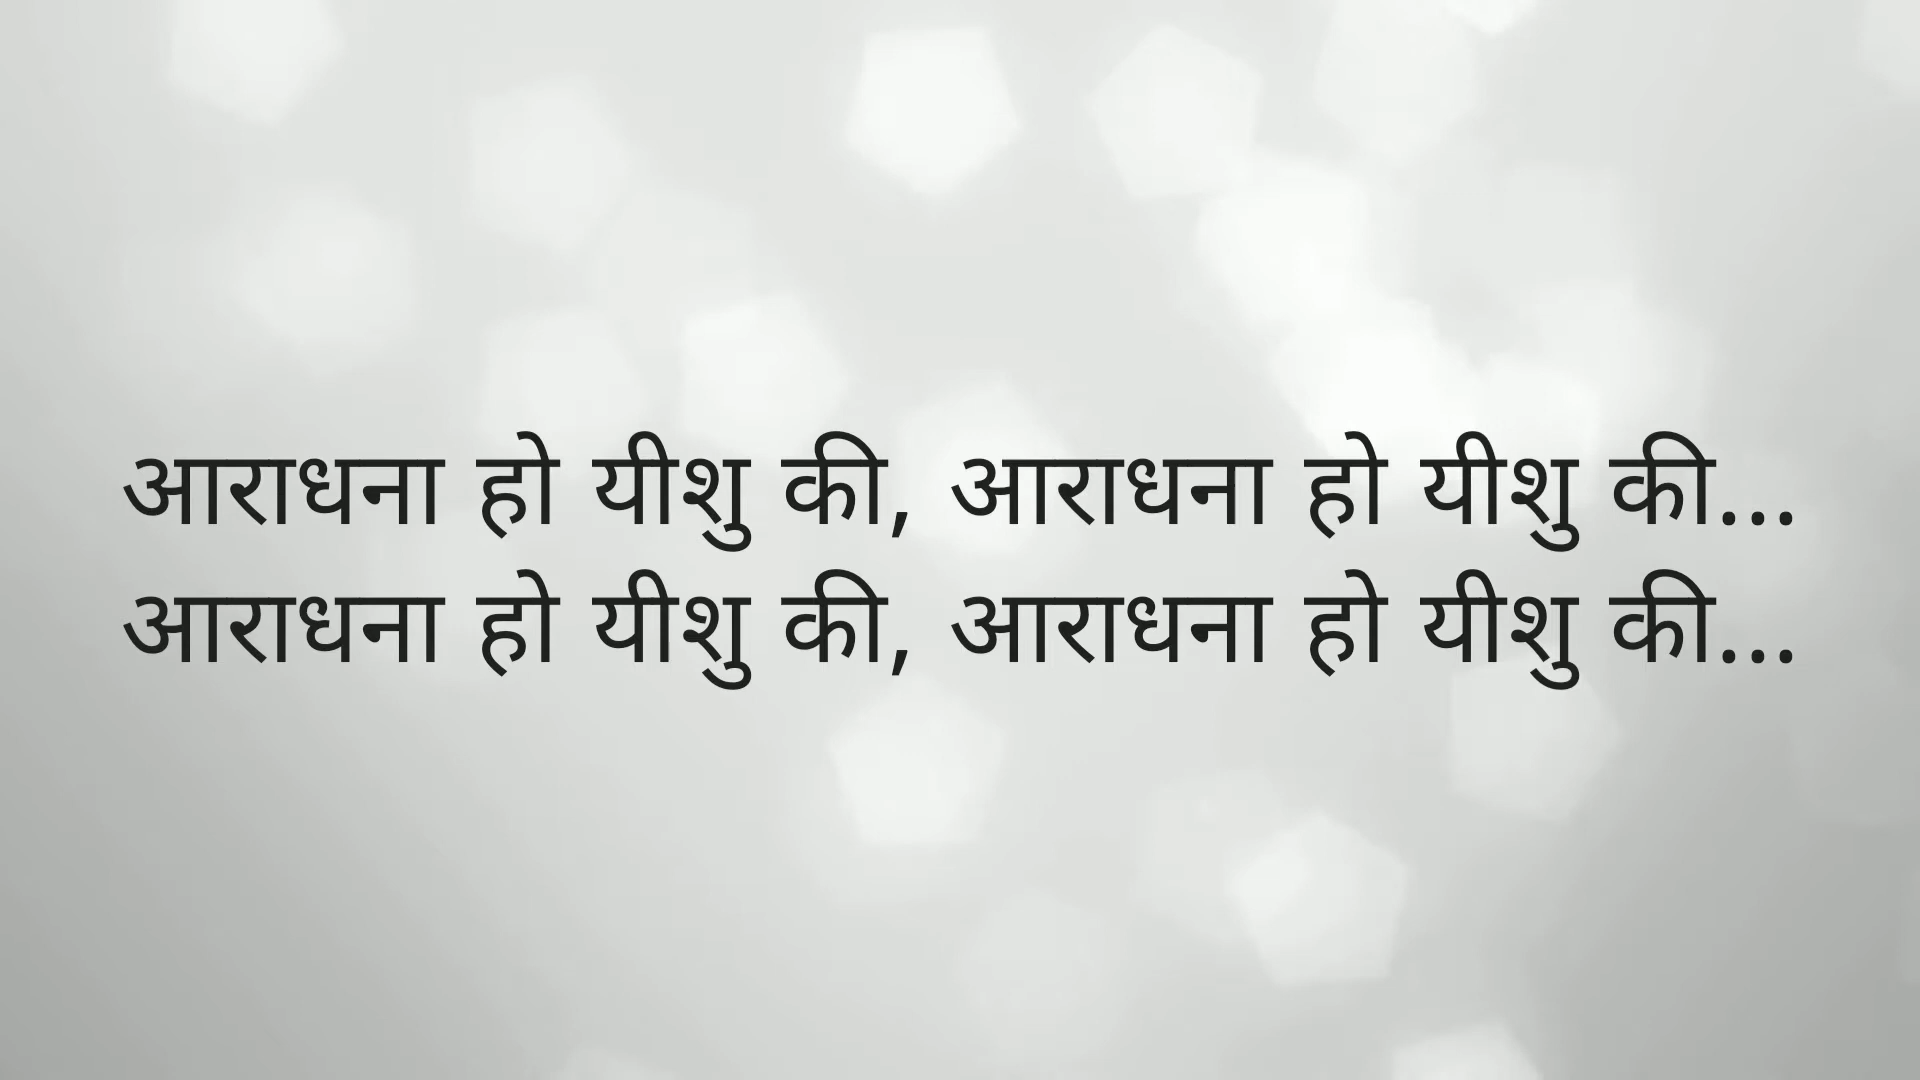 आराधना हो यीशु की, आराधना हो यीशु की...
आराधना हो यीशु की, आराधना हो यीशु की...